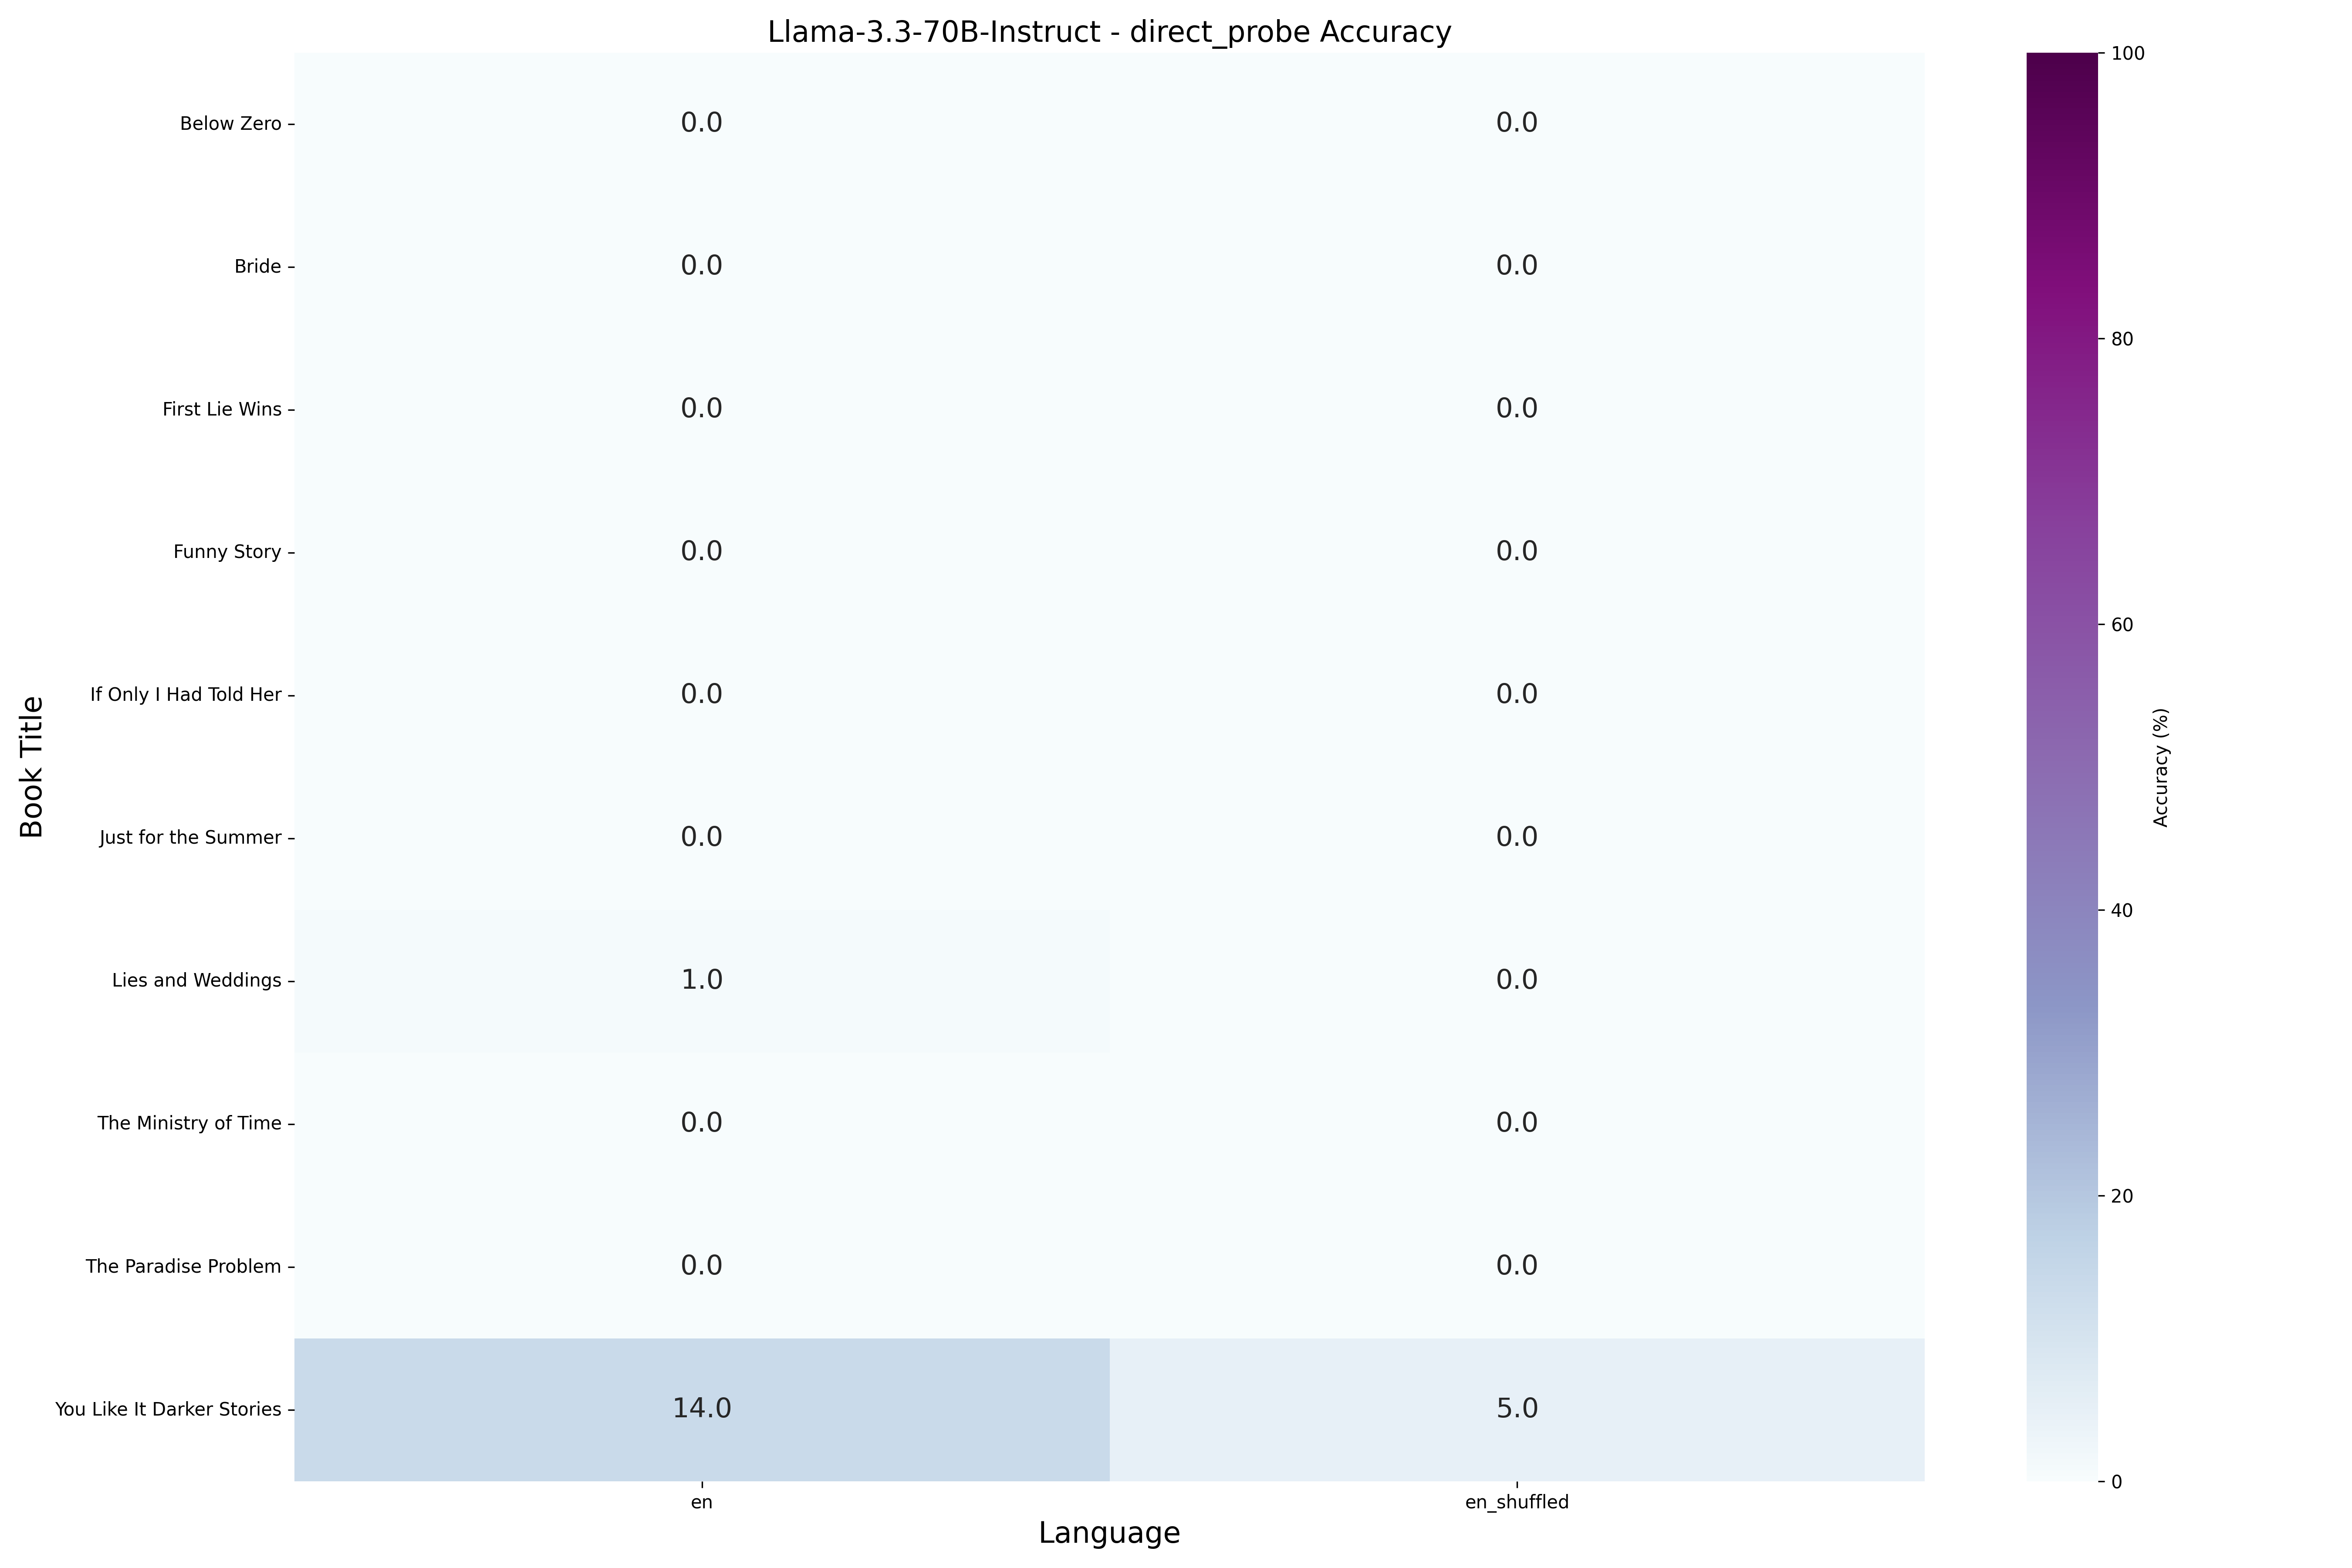 Llama-3.3-70B-Instruct - direct_probe Accuracy
Book Title
Below Zero 0.0 0.0
Bride 0.0 0.0
First Lie Wins 0.0 0.0
Funny Story 0.0 0.0
If Only I Had Told Her 0.0 0.0
Just for the Summer 0.0 0.0
Lies and Weddings 1.0 0.0
The Ministry of Time 0.0 0.0
The Paradise Problem 0.0 0.0
You Like It Darker Stories 14.0 5.0
en en_shuffled
Language
100
80
60
40
20
0
Accuracy (%)